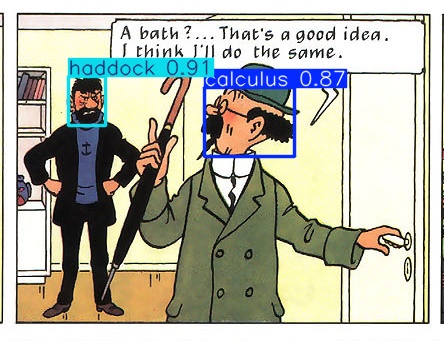 A bath?... That's a good idea.
I think I'll do the same.
haddock 0.91
calculus 0.87